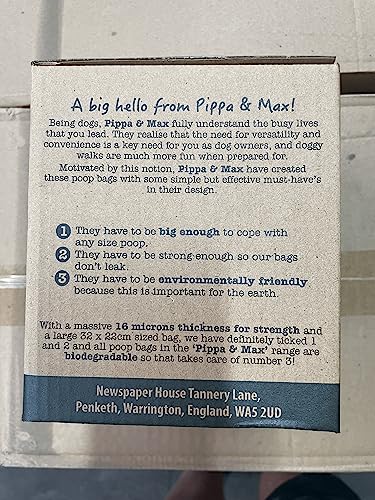 A big hello from Pippa & Max!
Being dogs, Pippa & Max fully understand the busy lives
that you lead. They realise that the need for versatility and
convenience is a key need for you as dog owners, and doggy
walks are much more fun when prepared for.
Motivated by this notion, Pippa & Max have created
these poop bags with some simple but effective must-have's
in their design.
1 They have to be big enough to cope with
any size poop.
2 They have to be strong enough so our bags
don't leak.
3 They have to be environmentally friendly
because this is important for the earth.
With a massive 16 microns thickness for strength and
a large 32 x 22cm sized bag, we have definitely ticked 1
and 2 and all poop bags in the 'Pippa & Max' range are
biodegradable so that takes care of number 3!
Newspaper House Tannery Lane,
Penketh, Warrington, England, WA5 2UD